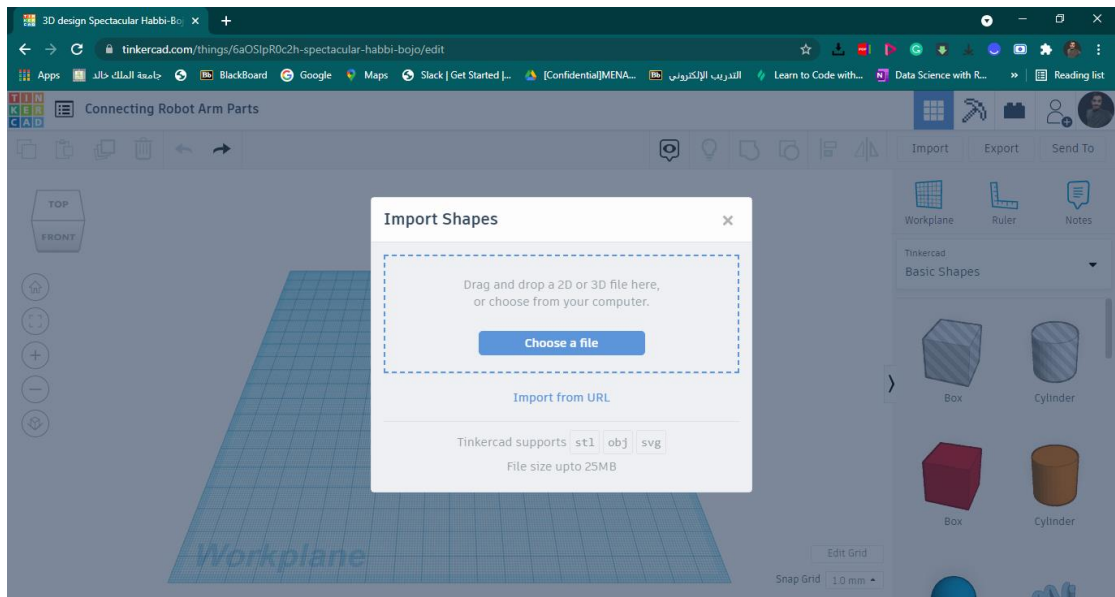 3D design Spectacular Habbi-Boj
tinkercad.com/things/6aOSlpR0c2h-spectacular-habbi-bojo/edit
Apps جامعة الملك خالد BlackBoard Google Maps Slack | Get Started |... [Confidential]MENA... التدريب الإلكتروني Learn to Code with... Data Science with R... » Reading list
TINKERCAD
Connecting Robot Arm Parts
Import Export Send To
TOP
FRONT
Workplane Ruler Notes
Tinkercad
Basic Shapes
Import Shapes
Drag and drop a 2D or 3D file here,
or choose from your computer.
Choose a file
Import from URL
Tinkercad supports stl obj svg
File size upto 25MB
Box Cylinder
Box Cylinder
Workplane
Edit Grid
Snap Grid 1.0 mm